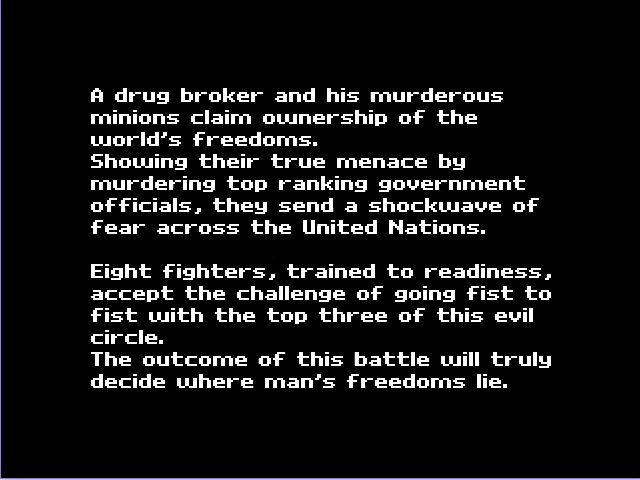 A drug broker and his murderous
minions claim ownership of the
world's freedoms.
Showing their true menace by
murdering top ranking government
officials, they send a shockwave of
fear across the United Nations.
Eight fighters, trained to readiness,
accept the challenge of going fist to
fist with the top three of this evil
circle.
The outcome of this battle will truly
decide where man's freedoms lie.